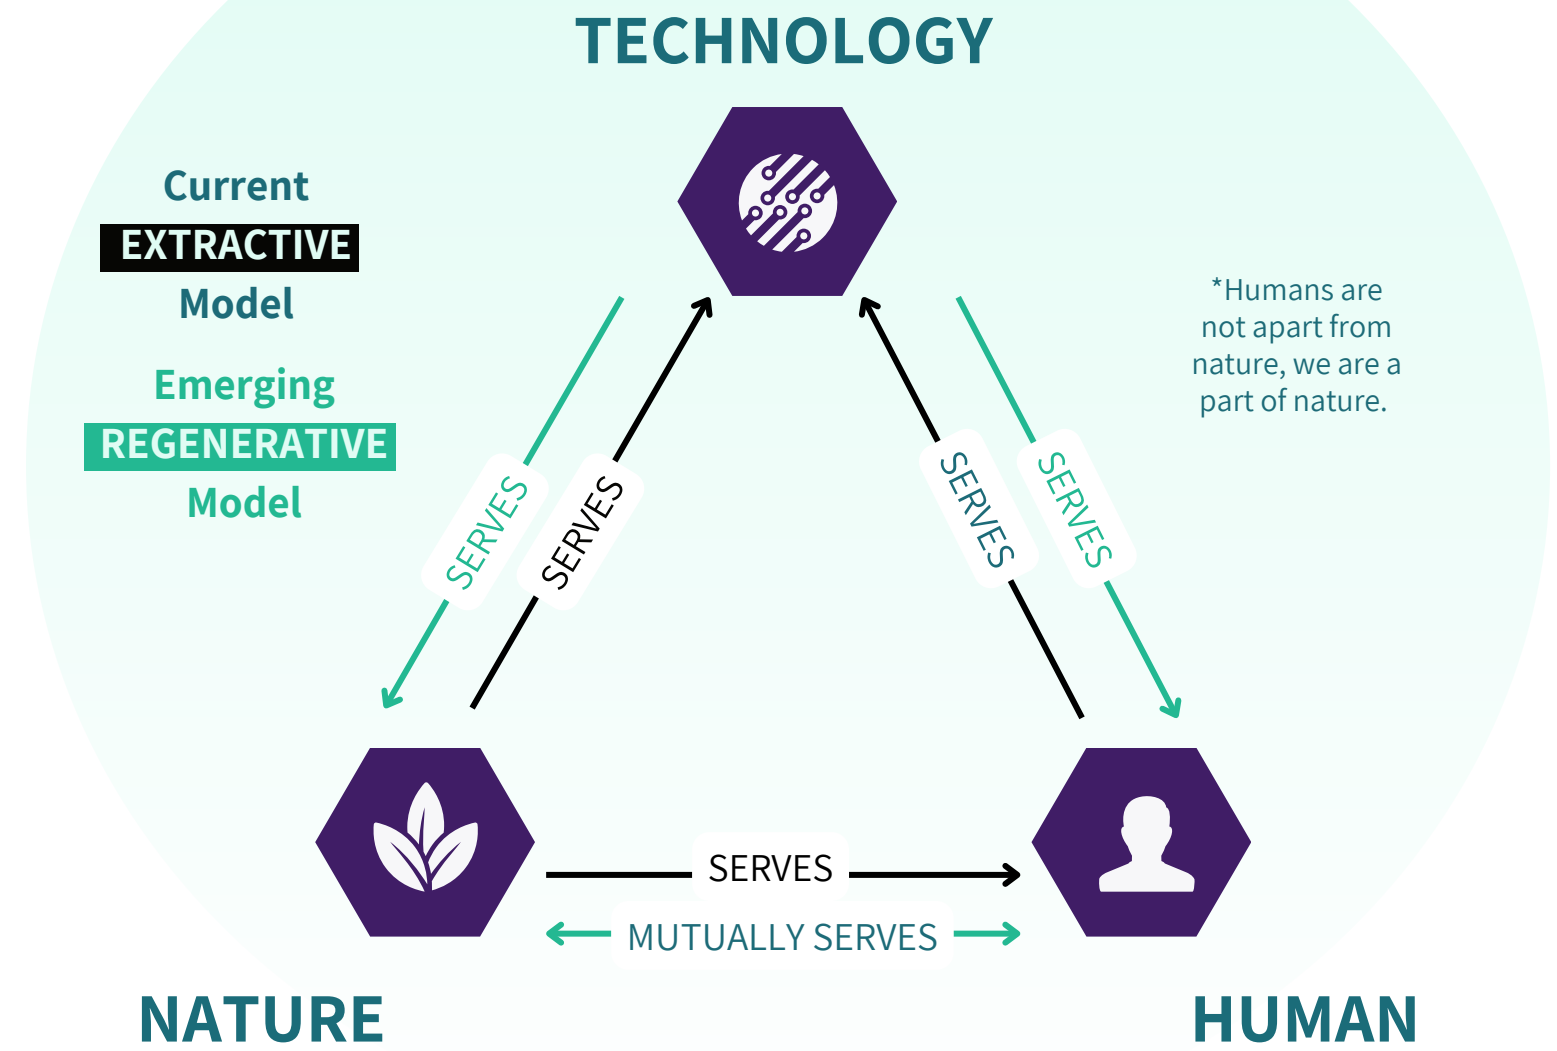 TECHNOLOGY
Current
EXTRACTIVE
Model
Emerging
REGENERATIVE
Model
*Humans are
not apart from
nature, we are a
part of nature.
SERVES
SERVES
SERVES
SERVES
SERVES
MUTUALLY SERVES
NATURE
HUMAN